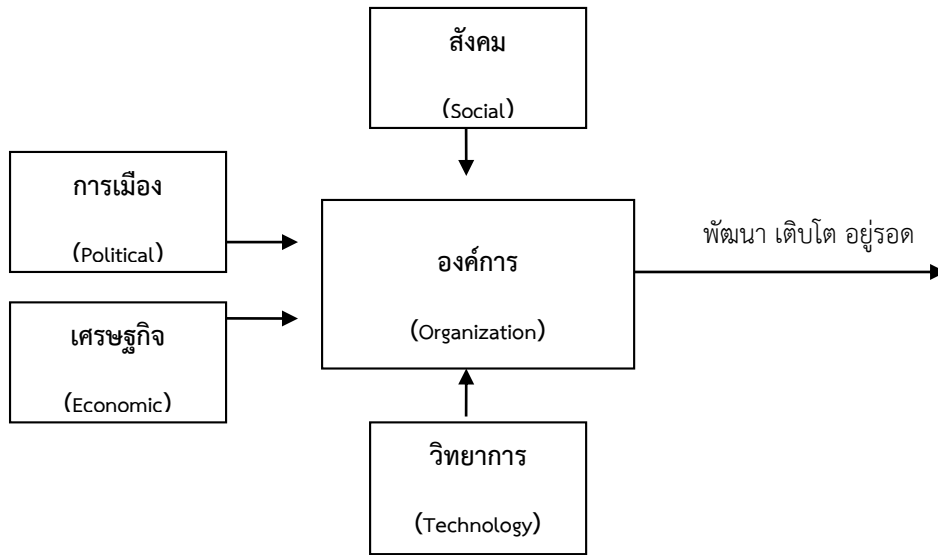 สังคม
(Social)
การเมือง
(Political)
องค์การ
(Organization)
พัฒนา เติบโต อยู่รอด
เศรษฐกิจ
(Economic)
วิทยาการ
(Technology)